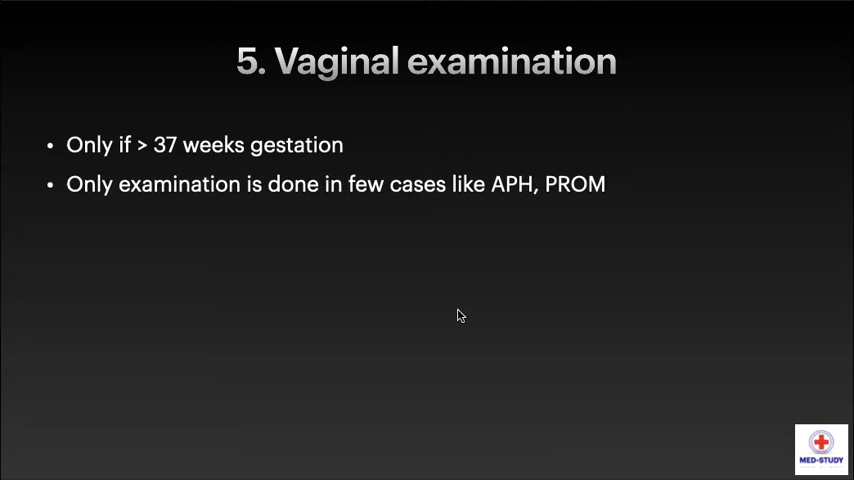 5. Vaginal examination
• Only if > 37 weeks gestation
• Only examination is done in few cases like APH, PROM
MED-STUDY